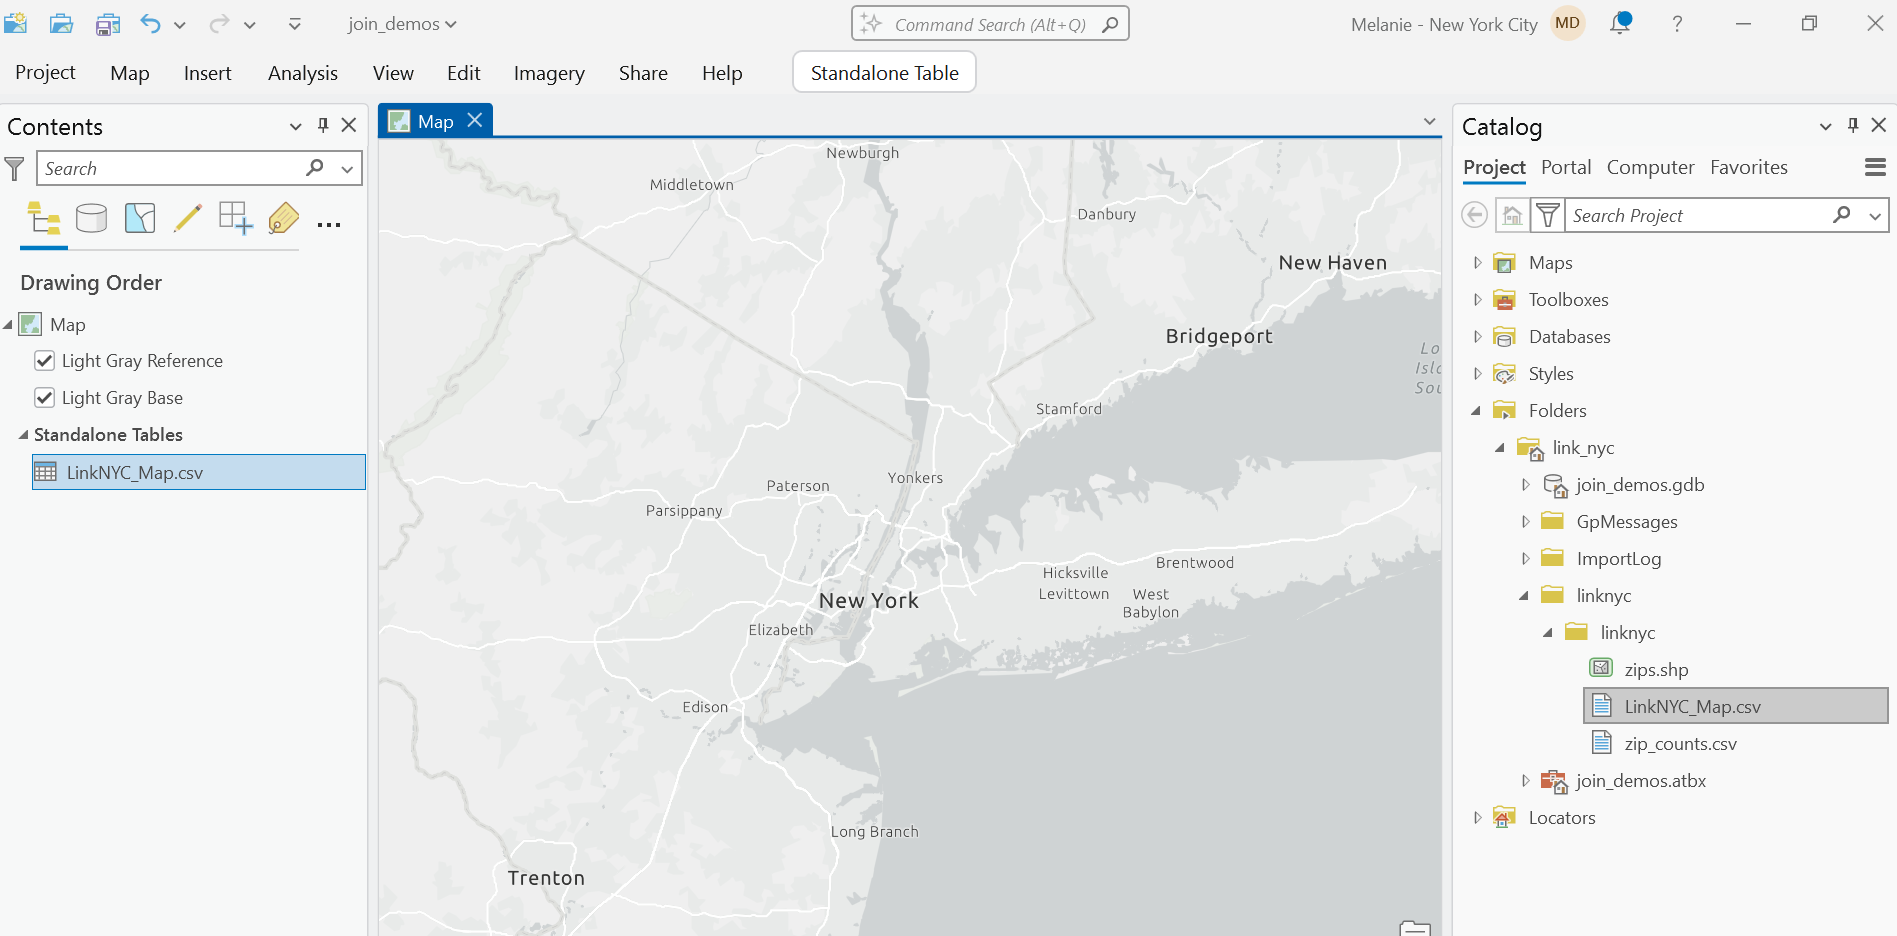 join_demos
Command Search (Alt+Q)
Melanie - New York City
MD
?
Project
Map
Insert
Analysis
View
Edit
Imagery
Share
Help
Standalone Table
Contents
Search
Drawing Order
Map
Light Gray Reference
Light Gray Base
Standalone Tables
LinkNYC_Map.csv
Map
Newburgh
Middletown
Danbury
New Haven
Bridgeport
Lo
Isl
Sou
Stamford
Yonkers
Paterson
Parsippany
Brentwood
Hicksville
Levittown
West
Babylon
New York
Elizabeth
Edison
Long Branch
Trenton
Catalog
Project
Portal
Computer
Favorites
Search Project
Maps
Toolboxes
Databases
Styles
Folders
link_nyc
join_demos.gdb
GpMessages
ImportLog
linknyc
linknyc
zips.shp
LinkNYC_Map.csv
zip_counts.csv
join_demos.atbx
Locators